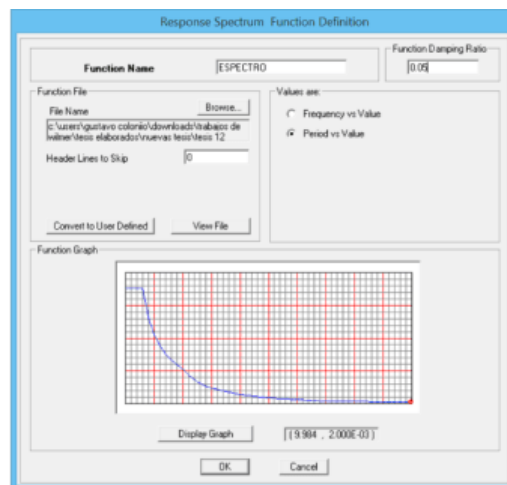 Response Spectrum Function Definition
Function Damping Ratio
Function Name
ESPECTRO
0.05
Function File
Values are:
File Name
Browse...
Frequency vs Value
c:\users\gustavo colonio\downloads\trabajos de
wilmer\tesis elaborados\nuevas tesis\tesis 12
Period vs Value
Header Lines to Skip
0
Convert to User Defined
View File
Function Graph
Display Graph
( 9.984 , 2.000E-03 )
OK
Cancel